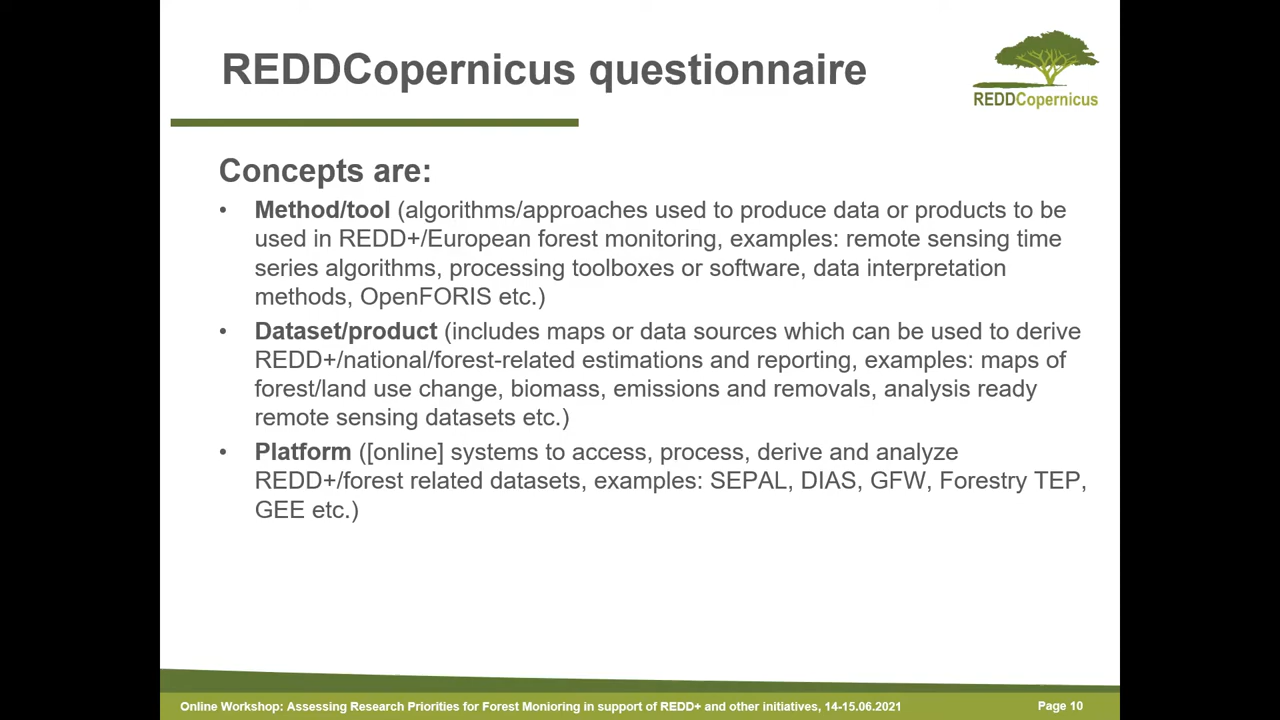 REDDCopernicus questionnaire
REDDCopernicus
Concepts are:
• Method/tool (algorithms/approaches used to produce data or products to be
used in REDD+/European forest monitoring, examples: remote sensing time
series algorithms, processing toolboxes or software, data interpretation
methods, OpenFORIS etc.)
• Dataset/product (includes maps or data sources which can be used to derive
REDD+/national/forest-related estimations and reporting, examples: maps of
forest/land use change, biomass, emissions and removals, analysis ready
remote sensing datasets etc.)
• Platform ([online] systems to access, process, derive and analyze
REDD+/forest related datasets, examples: SEPAL, DIAS, GFW, Forestry TEP,
GEE etc.)
Online Workshop: Assessing Research Priorities for Forest Monitoring in support of REDD+ and other initiatives, 14-15.06.2021
Page 10